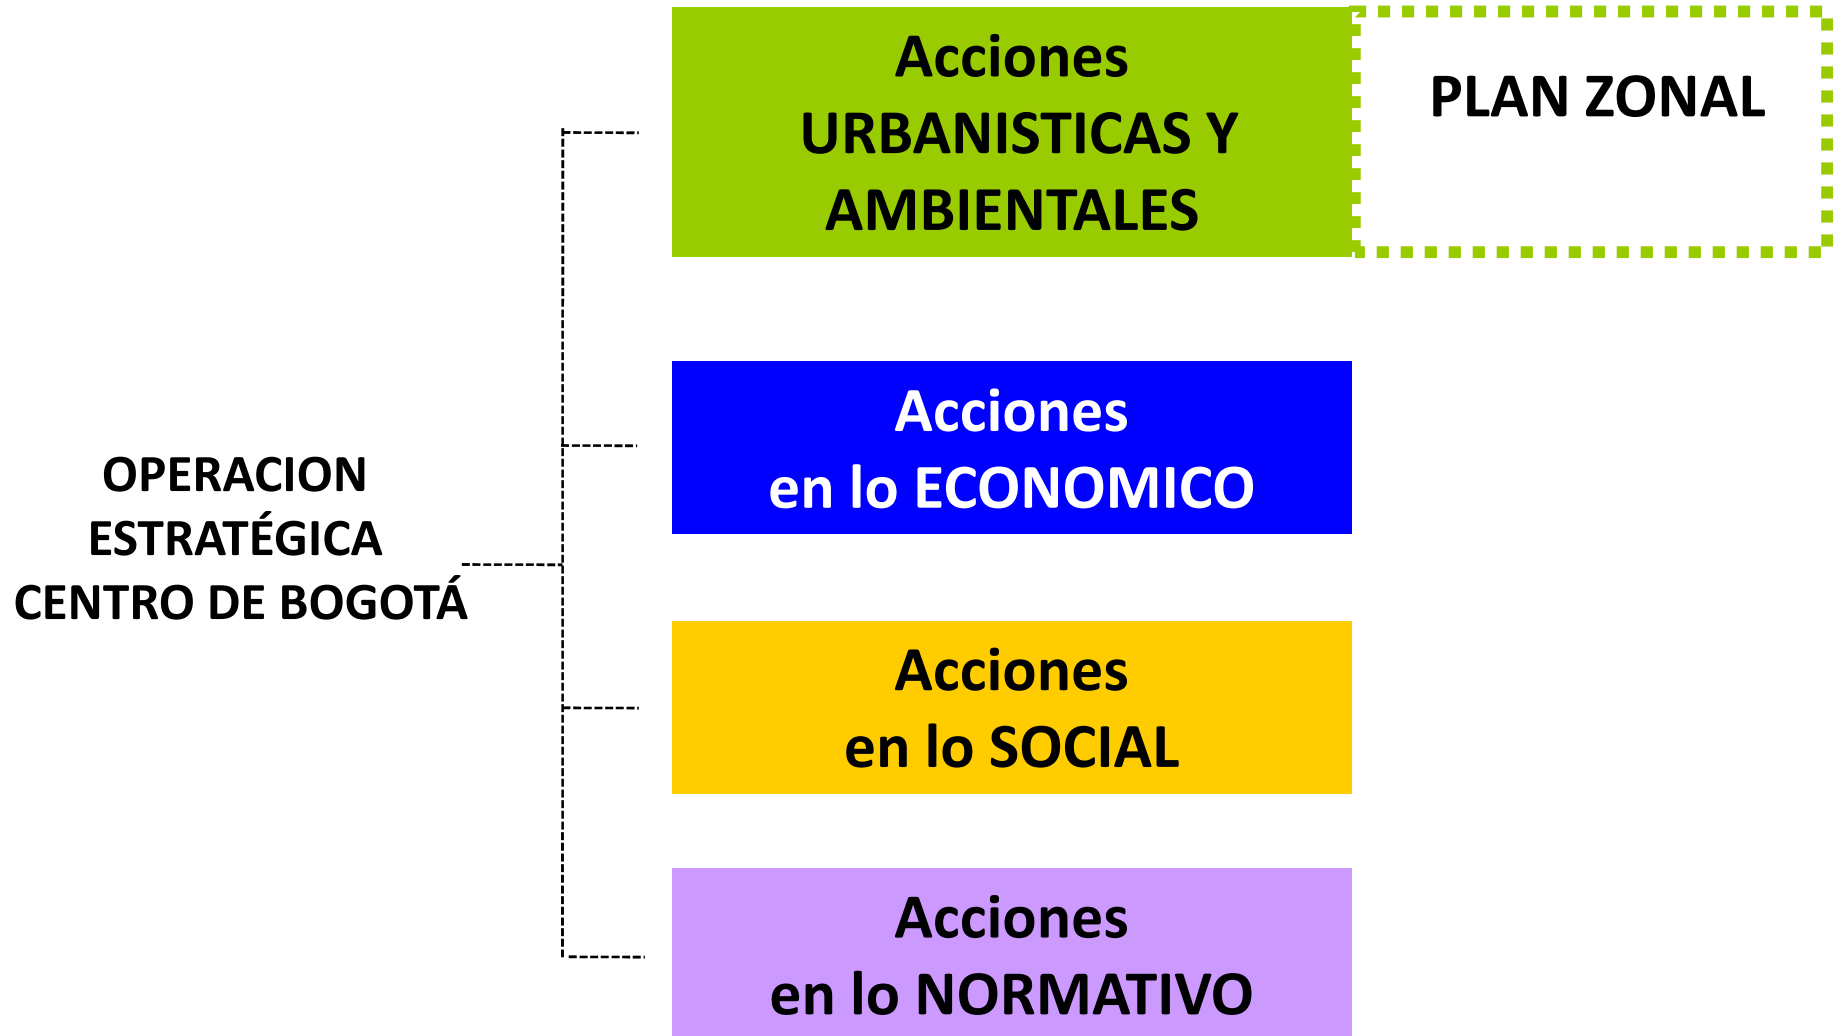 OPERACION
ESTRATÉGICA
CENTRO DE BOGOTÁ
Acciones
URBANISTICAS Y
AMBIENTALES
PLAN ZONAL
Acciones
en lo ECONOMICO
Acciones
en lo SOCIAL
Acciones
en lo NORMATIVO